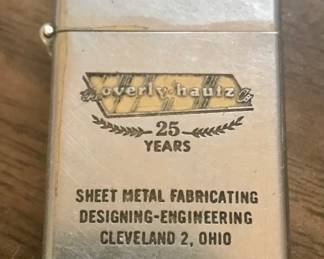 The overly-hautz Co.
25
YEARS
SHEET METAL FABRICATING
DESIGNING-ENGINEERING
CLEVELAND 2, OHIO